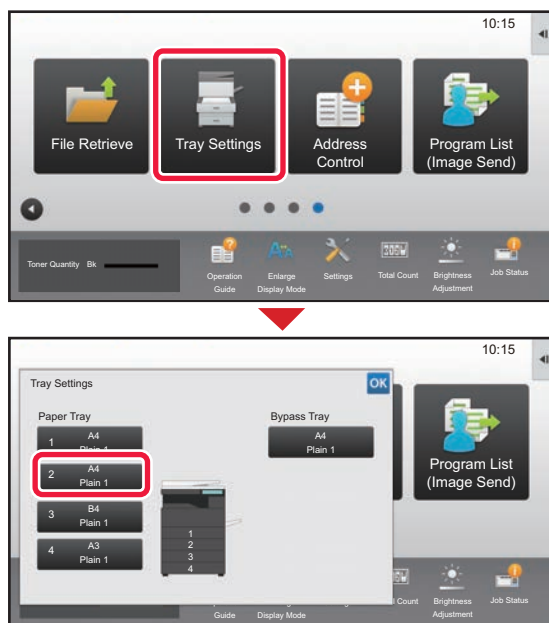 10:15
File Retrieve
Tray Settings
Address
Control
Program List
(Image Send)
Toner Quantity Bk
Operation
Guide
Enlarge
Display Mode
Settings
Total Count
Brightness
Adjustment
Job Status
10:15
Tray Settings
OK
Paper Tray
Bypass Tray
1 A4
Plain 1
A4
Plain 1
2 A4
Plain 1
3 B4
Plain 1
4 A3
Plain 1
1
2
3
4
Program List
(Image Send)
Guide
Display Mode
l Count
Brightness
Adjustment
Job Status